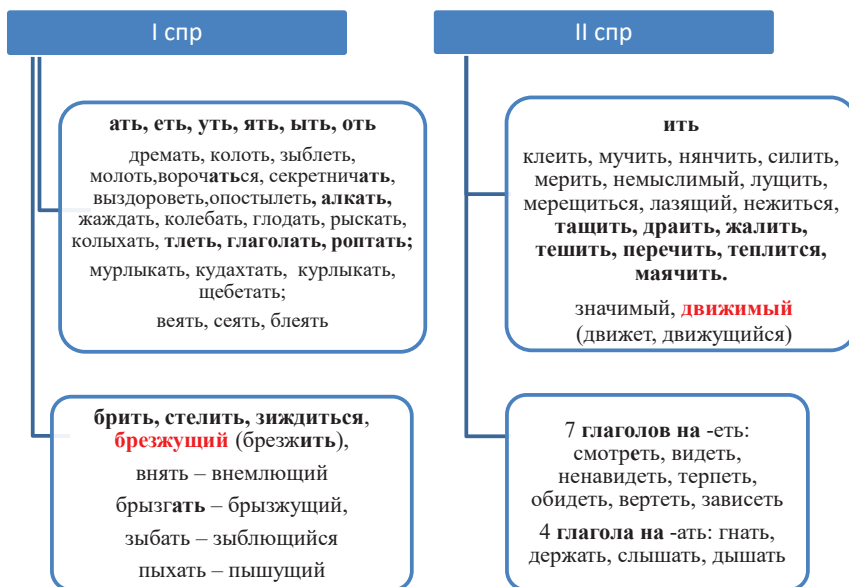 I спр
ать, еть, уть, ять, ыть, оть
дремать, колоть, зыблеть,
молоть,ворочаться, секретничать,
выздороветь,опостылеть, алкать,
жаждать, колебать, глодать, рыскать,
колыхать, тлеть, глаголать, роптать;
мурлыкать, кудахтать, курлыкать,
щебетать;
веять, сеять, блеять
брить, стелить, зиждиться,
брезжущий (брезжить),
внять – внемлющий
брызгать – брызжущий,
зыбать – зыблющийся
пыхать – пышущий
II спр
ить
клеить, мучить, нянчить, силить,
мерить, немыслимый, лущить,
мерещиться, лазящий, нежиться,
тащить, драить, жалить,
тешить, перечить, теплится,
маячить.
значимый, движимый
(движет, движущийся)
7 глаголов на -еть:
смотреть, видеть,
ненавидеть, терпеть,
обидеть, вертеть, зависеть
4 глагола на -ать: гнать,
держать, слышать, дышать